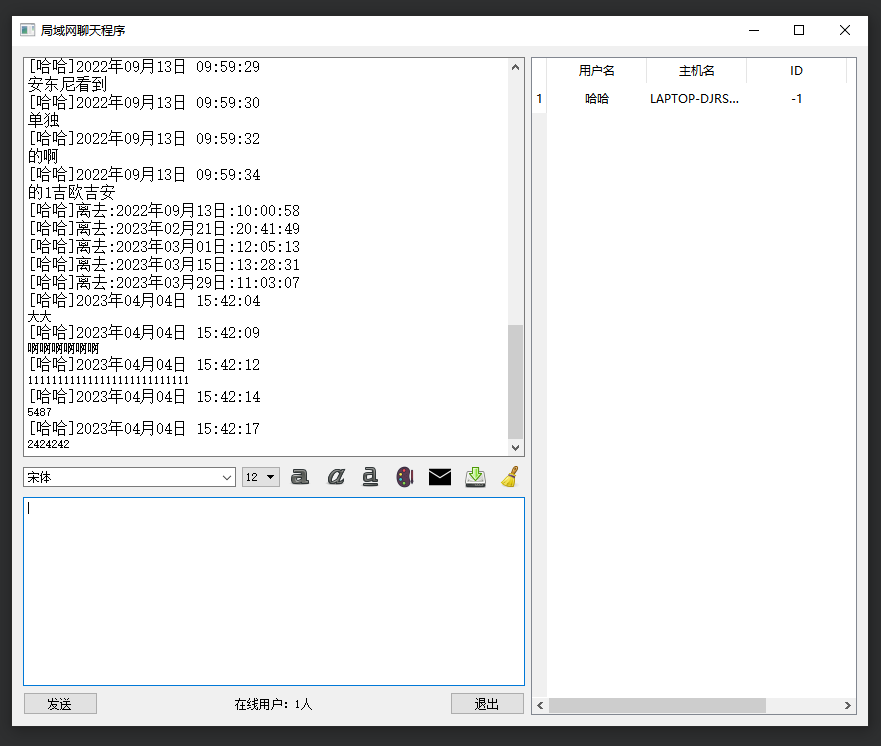 局域网聊天程序
[哈哈]2022年09月13日 09:59:29
安东尼看到
[哈哈]2022年09月13日 09:59:30
单独
[哈哈]2022年09月13日 09:59:32
的啊
[哈哈]2022年09月13日 09:59:34
的1吉欧吉安
[哈哈]离去:2022年09月13日:10:00:58
[哈哈]离去:2023年02月21日:20:41:49
[哈哈]离去:2023年03月01日:12:05:13
[哈哈]离去:2023年03月15日:13:28:31
[哈哈]离去:2023年03月29日:11:03:07
[哈哈]2023年04月04日 15:42:04
大大
[哈哈]2023年04月04日 15:42:09
啊啊啊啊啊啊
[哈哈]2023年04月04日 15:42:12
111111111111111111111111111
[哈哈]2023年04月04日 15:42:14
5487
[哈哈]2023年04月04日 15:42:17
2424242
宋体 12 a a a
发送 在线用户：1人 退出
用户名 主机名 ID
1 哈哈 LAPTOP-DJRS... -1